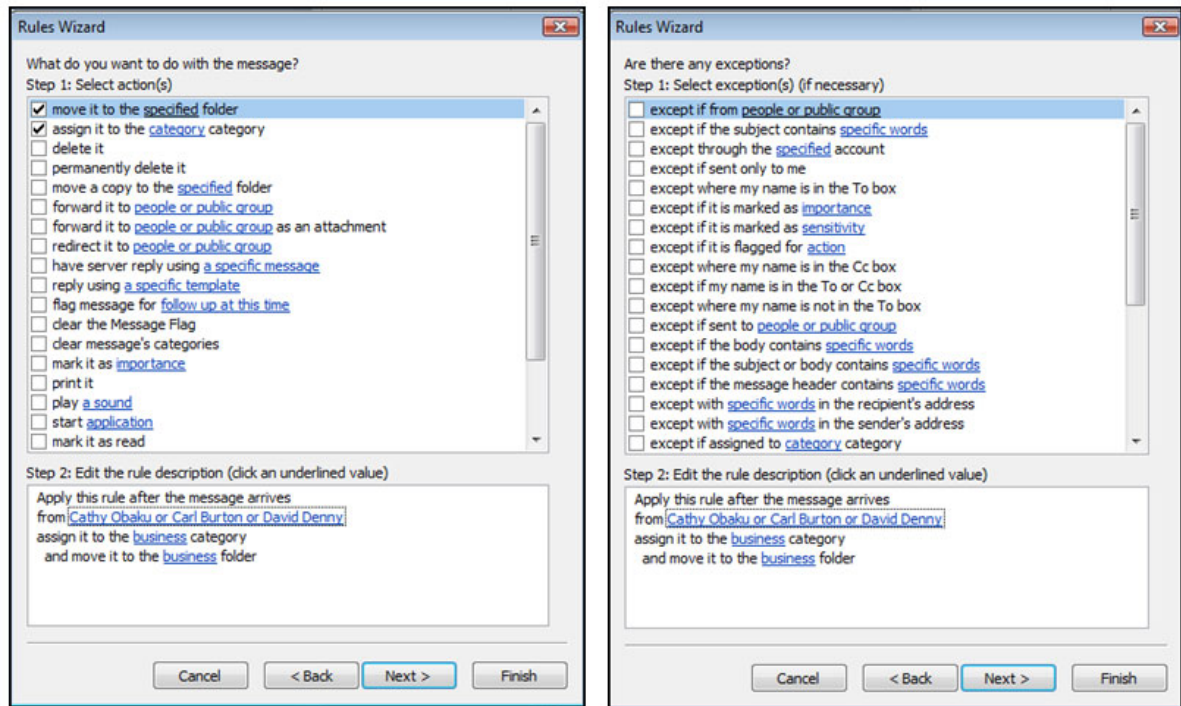 Rules Wizard
What do you want to do with the message?
Step 1: Select action(s)
move it to the specified folder
assign it to the category category
delete it
permanently delete it
move a copy to the specified folder
forward it to people or public group
forward it to people or public group as an attachment
redirect it to people or public group
have server reply using a specific message
reply using a specific template
flag message for follow up at this time
clear the Message Flag
clear message's categories
mark it as importance
print it
play a sound
start application
mark it as read
Step 2: Edit the rule description (click an underlined value)
Apply this rule after the message arrives
from Cathy Obaku or Carl Burton or David Denny
assign it to the business category
and move it to the business folder
Cancel < Back Next > Finish
Rules Wizard
Are there any exceptions?
Step 1: Select exception(s) (if necessary)
except if from people or public group
except if the subject contains specific words
except through the specified account
except if sent only to me
except where my name is in the To box
except if it is marked as importance
except if it is marked as sensitivity
except if it is flagged for action
except where my name is in the Cc box
except if my name is in the To or Cc box
except where my name is not in the To box
except if sent to people or public group
except if the body contains specific words
except if the subject or body contains specific words
except if the message header contains specific words
except with specific words in the recipient's address
except with specific words in the sender's address
except if assigned to category category
Step 2: Edit the rule description (click an underlined value)
Apply this rule after the message arrives
from Cathy Obaku or Carl Burton or David Denny
assign it to the business category
and move it to the business folder
Cancel < Back Next > Finish